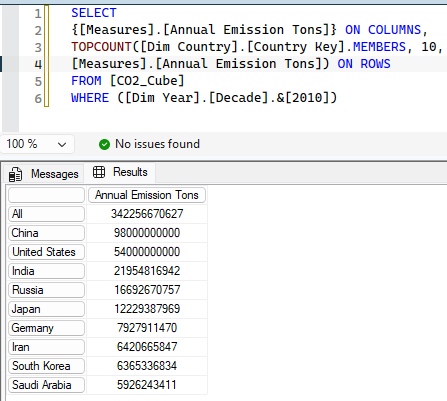 1 SELECT
2 {[Measures].[Annual Emission Tons]} ON COLUMNS,
3 TOPCOUNT([Dim Country].[Country Key].MEMBERS, 10,
4 [Measures].[Annual Emission Tons]) ON ROWS
5 FROM [CO2_Cube]
6 WHERE ([Dim Year].[Decade].&[2010])
100 % No issues found
Messages Results
Annual Emission Tons
All 342256670627
China 98000000000
United States 54000000000
India 21954816942
Russia 16692670757
Japan 12229387969
Germany 7927911470
Iran 6420665847
South Korea 6365336834
Saudi Arabia 5926243411